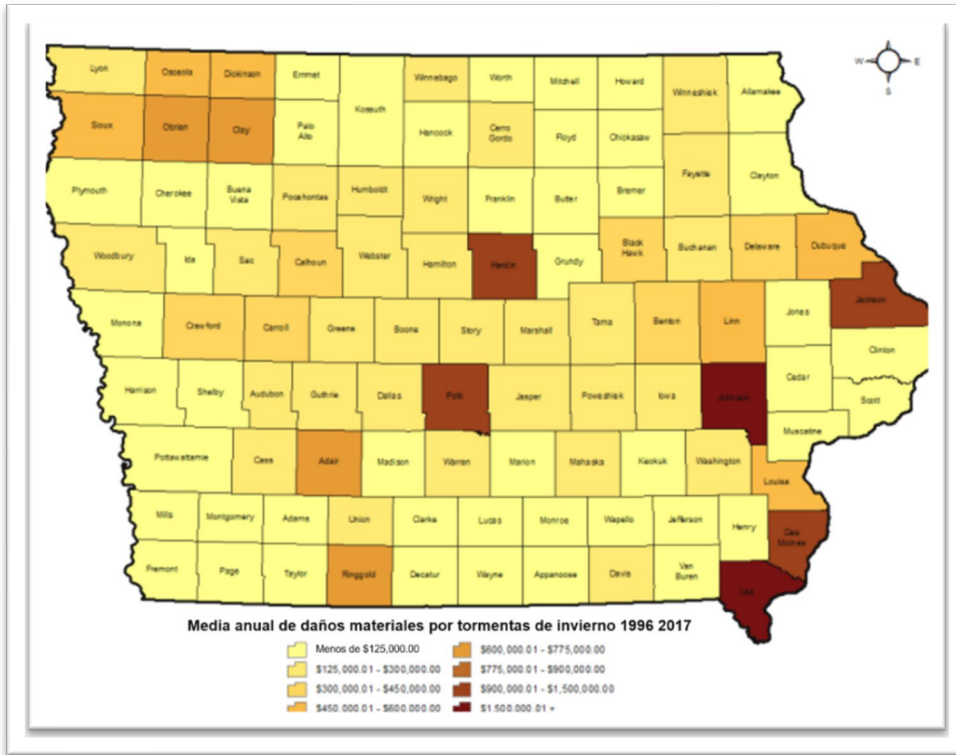 N
W E
S
Lyon Osceola Dickinson Emmet Kossuth Winnebago Worth Mitchell Howard Winneshiek Allamakee
Sioux Obrien Clay Palo Alto Hancock Cerro Gordo Floyd Chickasaw Fayette Clayton
Plymouth Cherokee Buena Vista Pocahontas Humboldt Wright Franklin Butler Bremer
Woodbury Ida Sac Calhoun Webster Hamilton Hardin Grundy Black Hawk Buchanan Delaware Dubuque
Monona Crawford Carroll Greene Boone Story Marshall Tama Benton Linn Jones Jackson
Clinton
Harrison Shelby Audubon Guthrie Dallas Polk Jasper Poweshiek Iowa Johnson Cedar Scott
Muscatine
Pottawattamie Cass Adair Madison Warren Marion Mahaska Keokuk Washington Louisa
Mills Montgomery Adams Union Clarke Lucas Monroe Wapello Jefferson Henry Des Moines
Fremont Page Taylor Ringgold Decatur Wayne Appanoose Davis Van Buren Lee
Media anual de daños materiales por tormentas de invierno 1996 2017
Menos de $125,000.00
$125,000.01 - $300,000.00
$300,000.01 - $450,000.00
$450,000.01 - $600,000.00
$600,000.01 - $775,000.00
$775,000.01 - $900,000.00
$900,000.01 - $1,500,000.00
$1,500,000.01 +